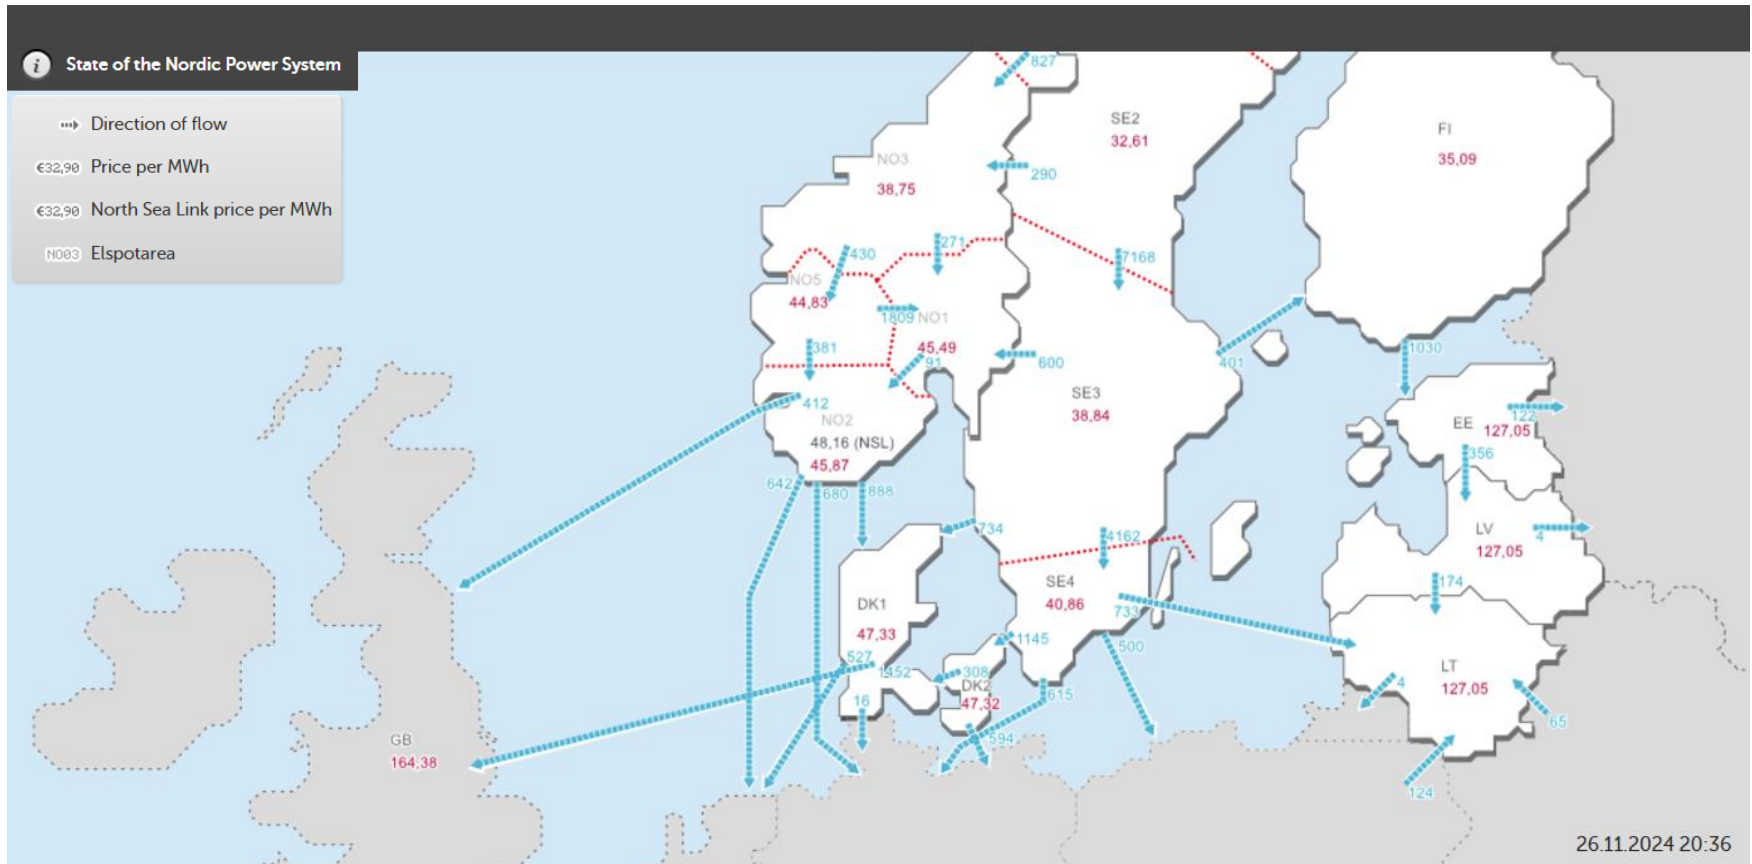 State of the Nordic Power System
Direction of flow
€32,90 Price per MWh
€32,90 North Sea Link price per MWh
NO03 Elspotarea
827
SE2
32,61
FI
35,09
NO3
38,75
290
271
430
7168
NO5
44,83
1809
NO1
45,49
91
381
600
401
1030
SE3
38,84
412
NO2
48,16 (NSL)
45,87
122
EE
127,05
356
642
680
888
734
4162
LV
127,05
4
174
SE4
40,86
733
DK1
47,33
1145
500
527
1452
308
DK2
47,32
16
615
594
LT
127,05
4
65
124
GB
164,38
26.11.2024 20:36